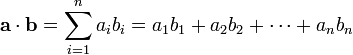 a · b = ∑_{i=1}^{n} a_i b_i = a_1 b_1 + a_2 b_2 + ⋯ + a_n b_n